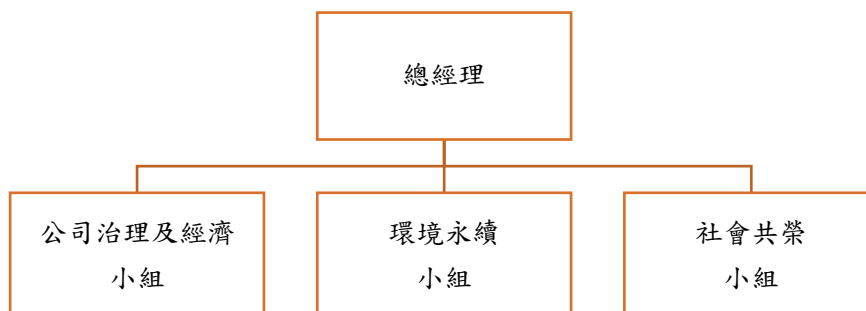 總經理
公司治理及經濟
小組
環境永續
小組
社會共榮
小組